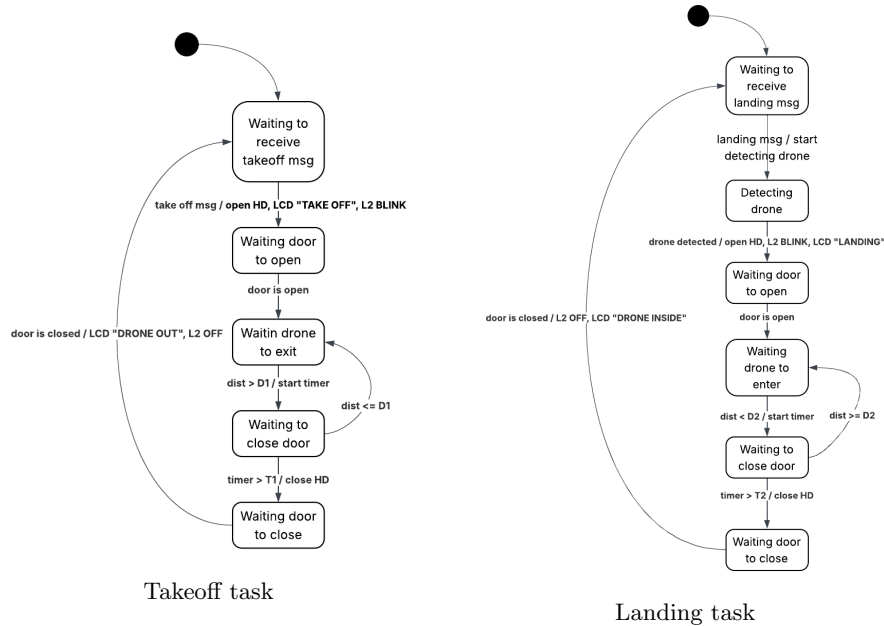 Waiting to
receive
takeoff msg
take off msg / open HD, LCD "TAKE OFF", L2 BLINK
Waiting door
to open
door is open
Waitin drone
to exit
door is closed / LCD "DRONE OUT", L2 OFF
dist > D1 / start timer
dist <= D1
Waiting to
close door
timer > T1 / close HD
Waiting door
to close
Takeoff task
Waiting to
receive
landing msg
landing msg / start
detecting drone
Detecting
drone
drone detected / open HD, L2 BLINK, LCD "LANDING"
Waiting door
to open
door is open
door is closed / L2 OFF, LCD "DRONE INSIDE"
Waiting
drone to
enter
dist < D2 / start timer
dist >= D2
Waiting to
close door
timer > T2 / close HD
Waiting door
to close
Landing task